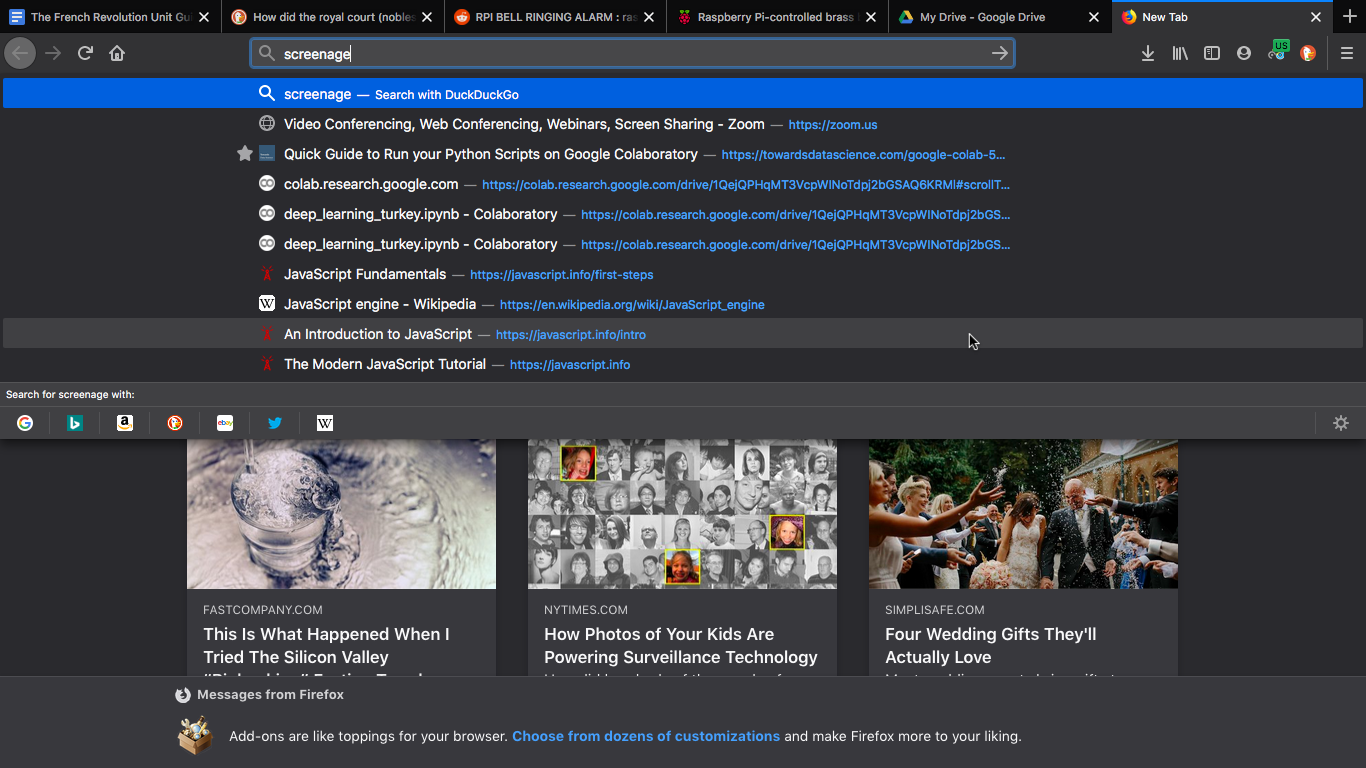 The French Revolution Unit Gui
How did the royal court (nobles
RPI BELL RINGING ALARM : ras
Raspberry Pi-controlled brass
My Drive - Google Drive
New Tab
screenage
US
screenage — Search with DuckDuckGo
Video Conferencing, Web Conferencing, Webinars, Screen Sharing - Zoom — https://zoom.us
Quick Guide to Run your Python Scripts on Google Colaboratory — https://towardsdatascience.com/google-colab-5...
colab.research.google.com — https://colab.research.google.com/drive/1QejQPHqMT3VcpWlNoTdpj2bGSAQ6KRMI#scrollT...
deep_learning_turkey.ipynb - Colaboratory — https://colab.research.google.com/drive/1QejQPHqMT3VcpWlNoTdpj2bGS...
deep_learning_turkey.ipynb - Colaboratory — https://colab.research.google.com/drive/1QejQPHqMT3VcpWlNoTdpj2bGS...
JavaScript Fundamentals — https://javascript.info/first-steps
JavaScript engine - Wikipedia — https://en.wikipedia.org/wiki/JavaScript_engine
An Introduction to JavaScript — https://javascript.info/intro
The Modern JavaScript Tutorial — https://javascript.info
Search for screenage with:
FASTCOMPANY.COM
This Is What Happened When I
Tried The Silicon Valley
NYTIMES.COM
How Photos of Your Kids Are
Powering Surveillance Technology
SIMPLISAFE.COM
Four Wedding Gifts They'll
Actually Love
Messages from Firefox
Add-ons are like toppings for your browser. Choose from dozens of customizations and make Firefox more to your liking.